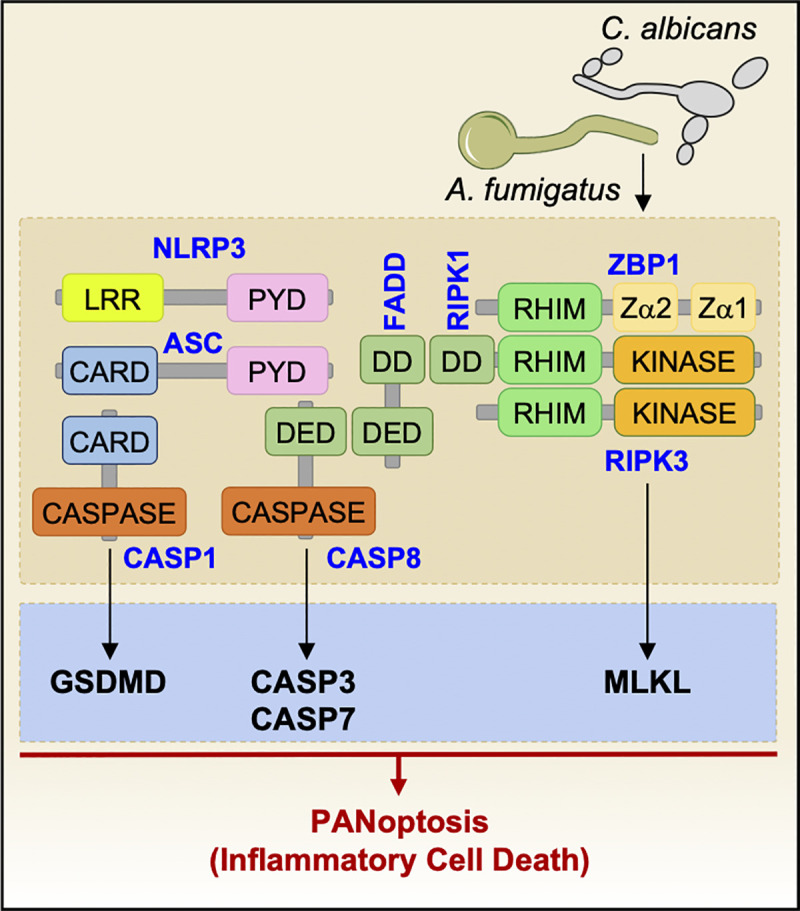 C. albicans
A. fumigatus
NLRP3
LRR
PYD
ASC
CARD
PYD
CARD
CASPASE
CASP1
DED
CASPASE
CASP8
FADD
DD
DED
RIPK1
DD
ZBP1
RHIM
Zα2
Zα1
RHIM
KINASE
RHIM
KINASE
RIPK3
GSDMD
CASP3
CASP7
MLKL
PANoptosis
(Inflammatory Cell Death)